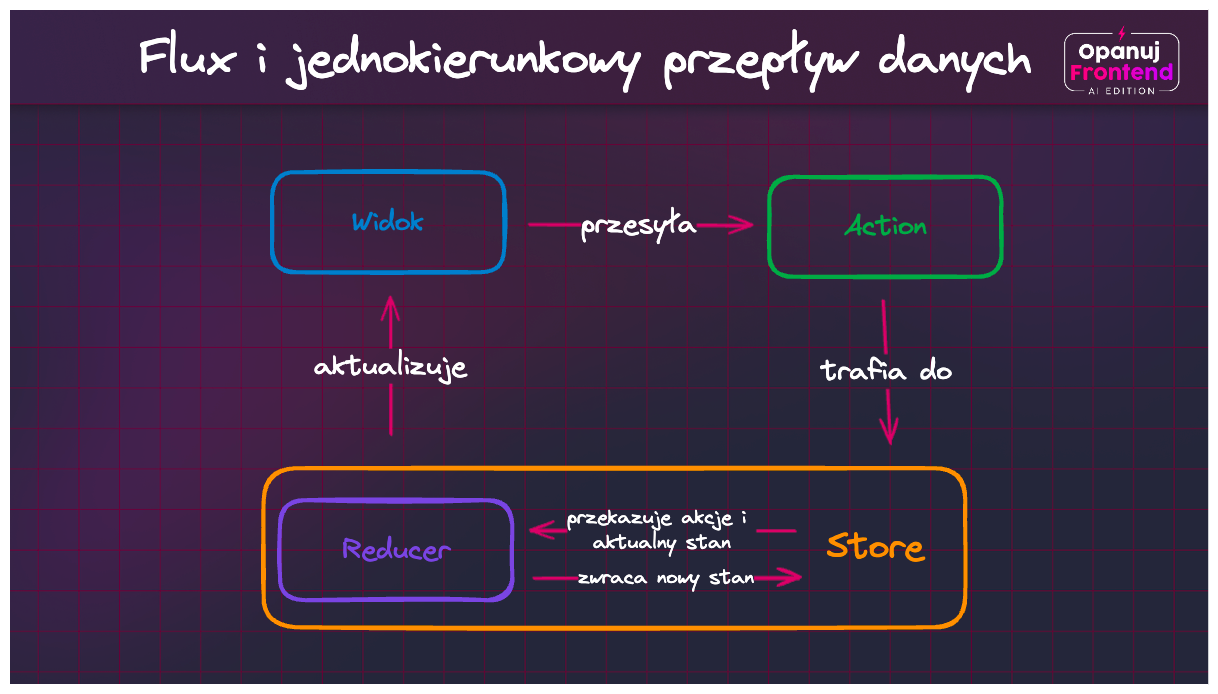 Flux i jednokierunkowy przepływ danych
Opanuj
Frontend
AI EDITION
Widok
przesyła
Action
aktualizuje
trafia do
Reducer
przekazuje akcje i
aktualny stan
zwraca nowy stan
Store